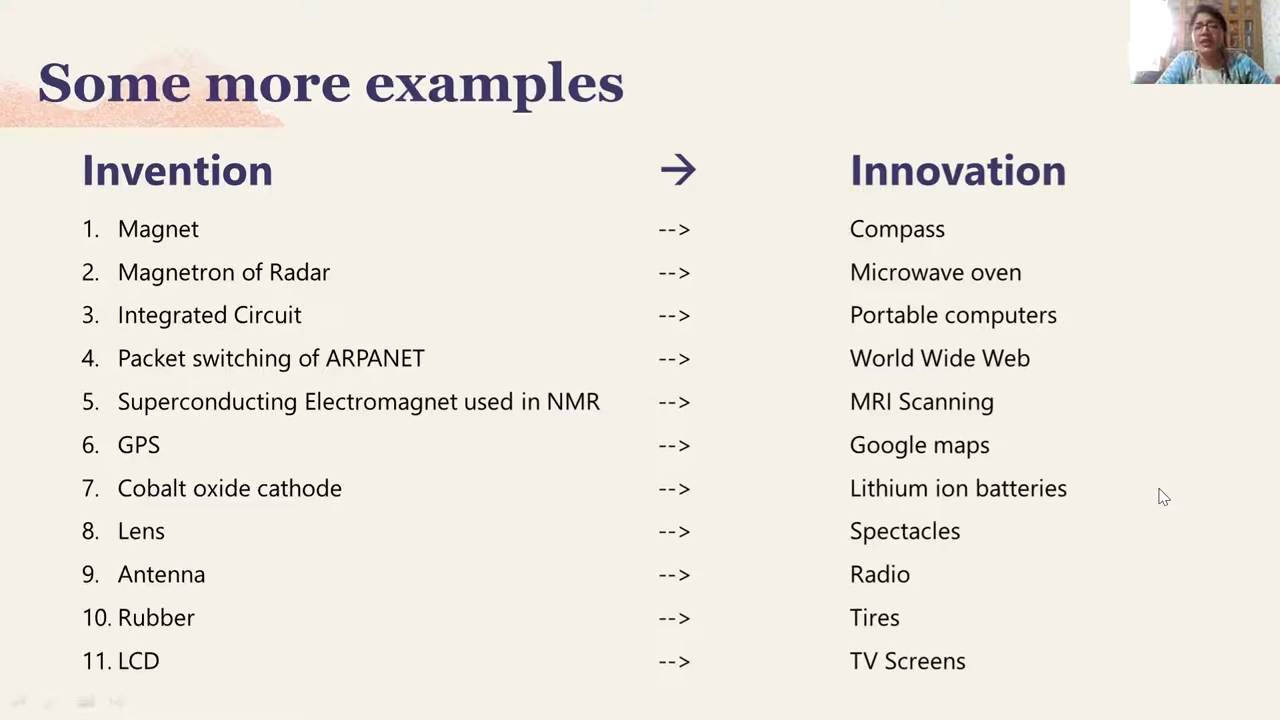 Some more examples
Invention → Innovation
1. Magnet --> Compass
2. Magnetron of Radar --> Microwave oven
3. Integrated Circuit --> Portable computers
4. Packet switching of ARPANET --> World Wide Web
5. Superconducting Electromagnet used in NMR --> MRI Scanning
6. GPS --> Google maps
7. Cobalt oxide cathode --> Lithium ion batteries
8. Lens --> Spectacles
9. Antenna --> Radio
10. Rubber --> Tires
11. LCD --> TV Screens